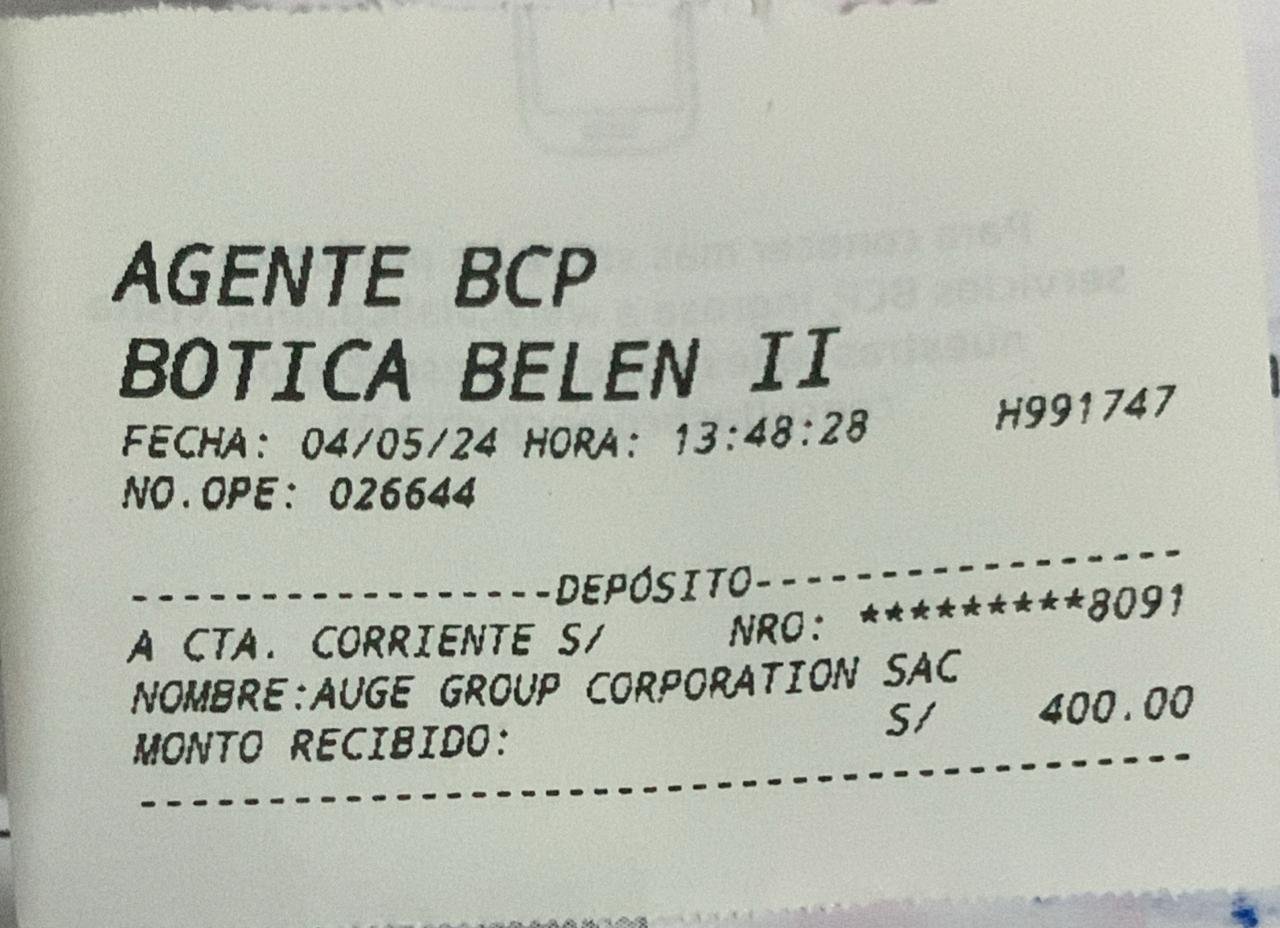 AGENTE BCP
BOTICA BELEN II
FECHA: 04/05/24 HORA: 13:48:28 H991747
NO.OPE: 026644
-----------------DEPÓSITO-----------------
A CTA. CORRIENTE S/ NRO: *********8091
NOMBRE:AUGE GROUP CORPORATION SAC
MONTO RECIBIDO: S/ 400.00
------------------------------------------